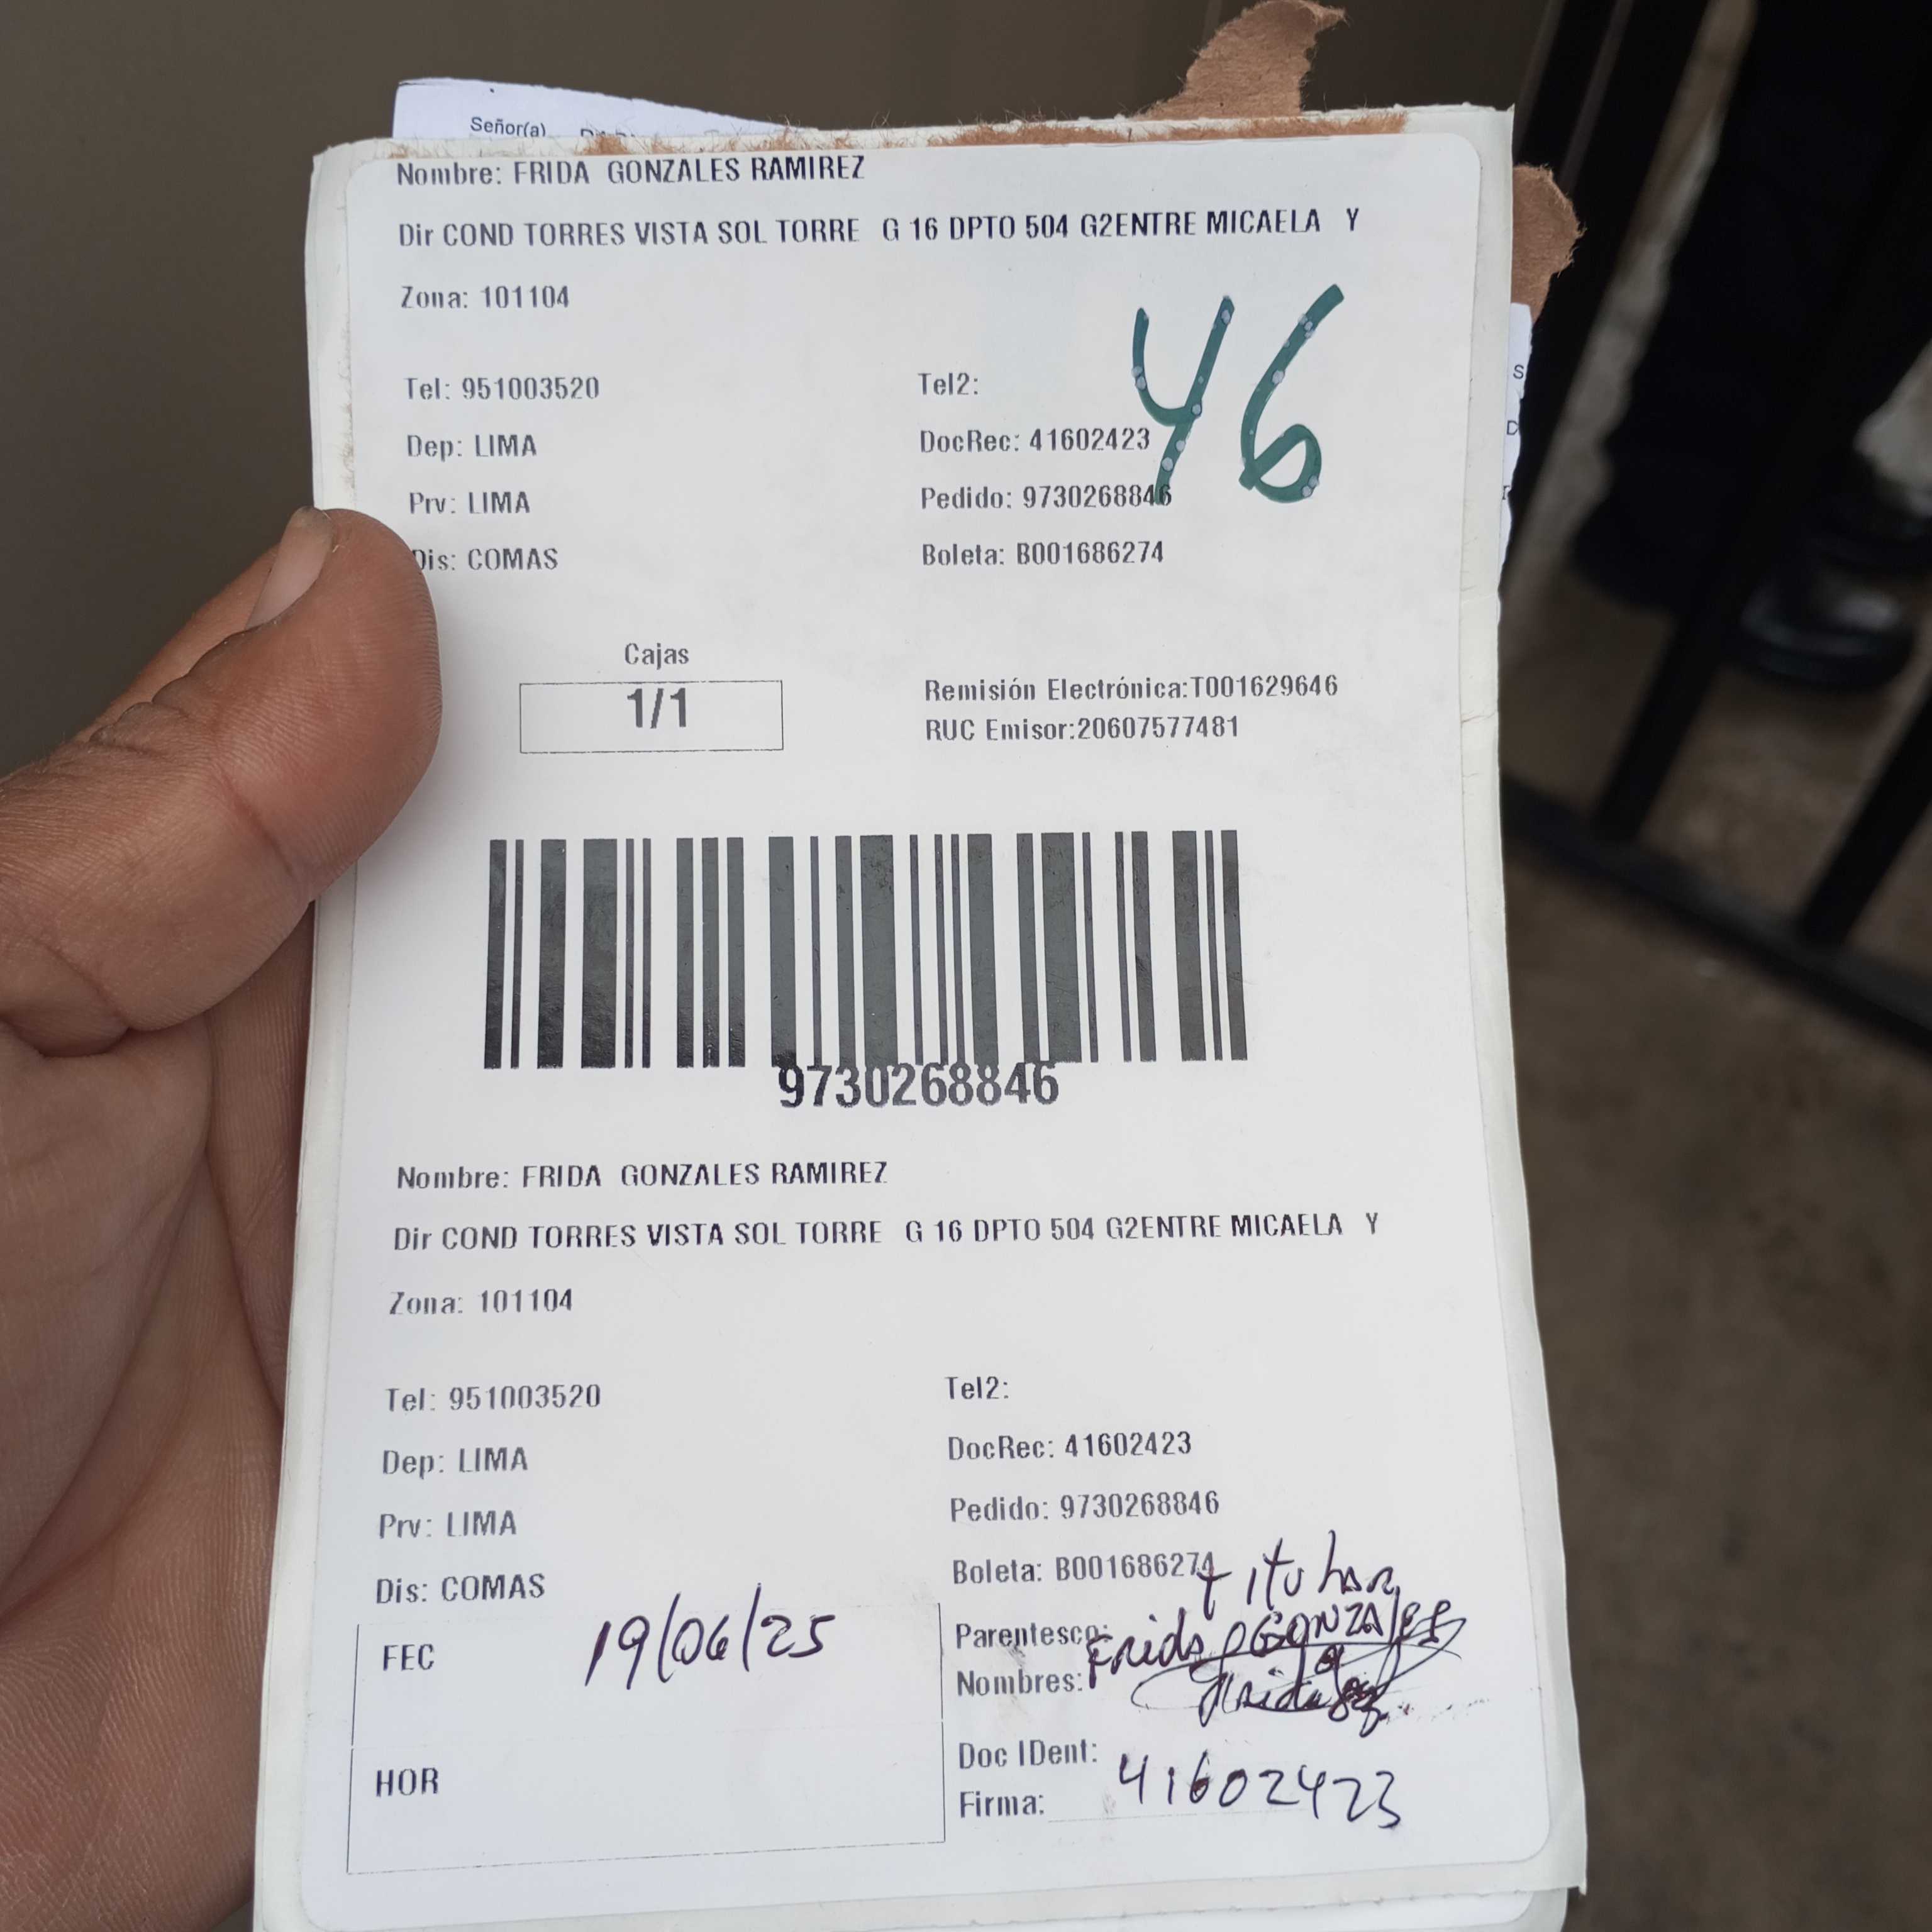 Señor(a)
Nombre: FRIDA GONZALES RAMIREZ
Dir COND TORRES VISTA SOL TORRE G 16 DPTO 504 G2ENTRE MICAELA Y
Zona: 101104
46
Tel: 951003520 Tel2:
Dep: LIMA DocRec: 41602423
Prv: LIMA Pedido: 9730268846
Dis: COMAS Boleta: B001686274
Cajas
1/1
Remisión Electrónica:T001629646
RUC Emisor:20607577481
9730268846
Nombre: FRIDA GONZALES RAMIREZ
Dir COND TORRES VISTA SOL TORRE G 16 DPTO 504 G2ENTRE MICAELA Y
Zona: 101104
Tel: 951003520 Tel2:
Dep: LIMA DocRec: 41602423
Prv: LIMA Pedido: 9730268846
Dis: COMAS Boleta: B001686274
titular
FEC 19/06/25
Parentesco:
Frida GONZALES
Nombres:
HOR
Doc IDent:
41602423
Firma: